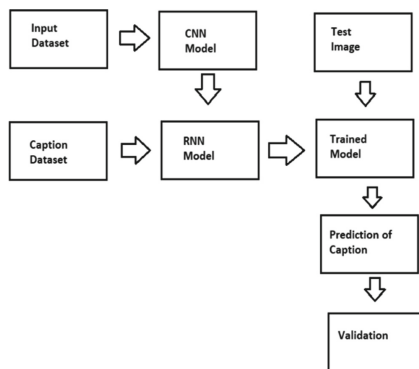 Input
Dataset
CNN
Model
Test
Image
Caption
Dataset
RNN
Model
Trained
Model
Prediction of
Caption
Validation